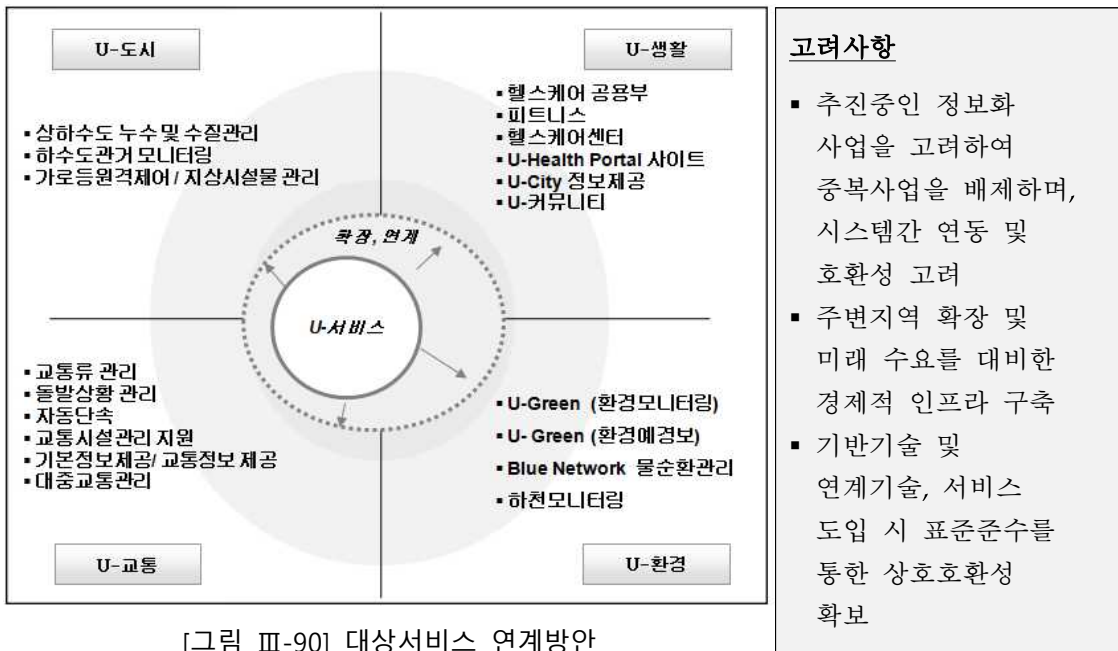 U-도시
U-생활
▪ 상하수도 누수 및 수질관리
▪ 하수도관거 모니터링
▪ 가로등원격제어 / 지상시설물 관리
▪ 헬스케어 공용부
▪ 피트니스
▪ 헬스케어센터
▪ U-Health Portal 사이트
▪ U-City 정보제공
▪ U-커뮤니티
확장, 연계
U-서비스
▪ 교통류 관리
▪ 돌발상황 관리
▪ 자동단속
▪ 교통시설관리 지원
▪ 기본정보제공/ 교통정보 제공
▪ 대중교통관리
▪ U-Green (환경모니터링)
▪ U- Green (환경예경보)
▪ Blue Network 물순환관리
▪ 하천모니터링
U-교통
U-환경
[그림 Ⅲ-90] 대상서비스 연계방안
고려사항
▪ 추진중인 정보화
사업을 고려하여
중복사업을 배제하며,
시스템간 연동 및
호환성 고려
▪ 주변지역 확장 및
미래 수요를 대비한
경제적 인프라 구축
▪ 기반기술 및
연계기술, 서비스
도입 시 표준준수를
통한 상호호환성
확보